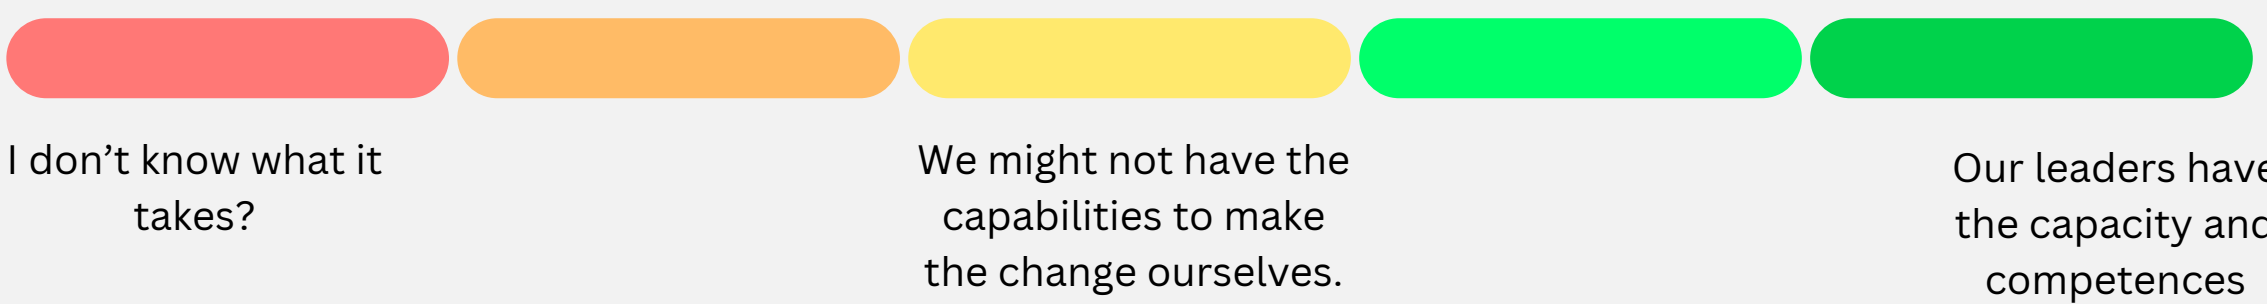 I don’t know what it
takes?
We might not have the
capabilities to make
the change ourselves.
Our leaders have
the capacity and
competences